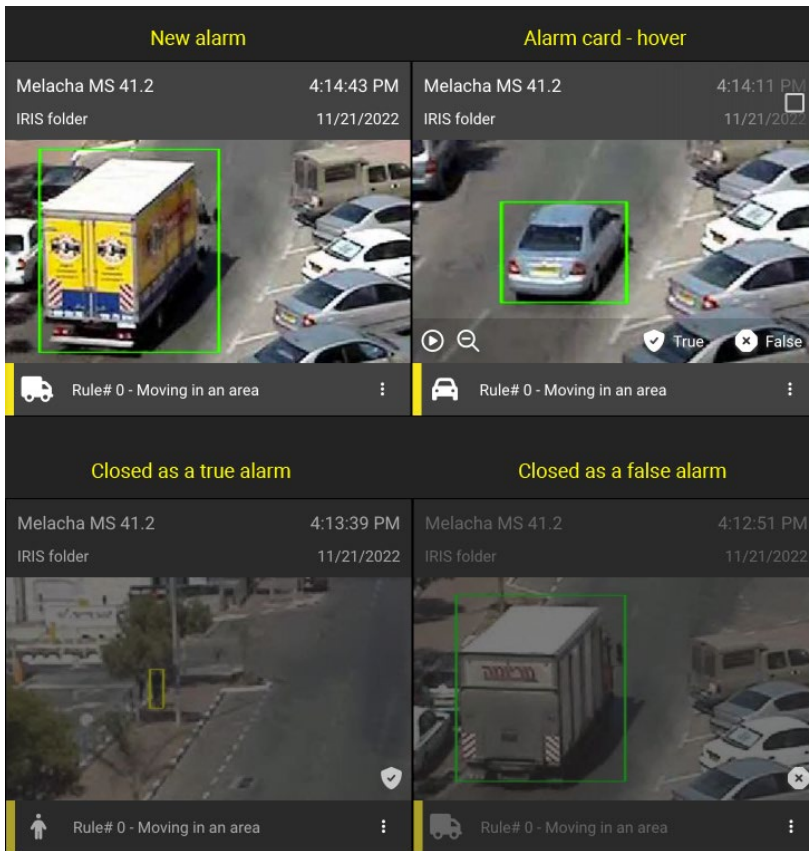 New alarm
Alarm card - hover
Melacha MS 41.2 4:14:43 PM
IRIS folder 11/21/2022
Melacha MS 41.2 4:14:11 PM
IRIS folder 11/21/2022
True False
Rule# 0 - Moving in an area
Rule# 0 - Moving in an area
Closed as a true alarm
Closed as a false alarm
Melacha MS 41.2 4:13:39 PM
IRIS folder 11/21/2022
Melacha MS 41.2 4:12:51 PM
IRIS folder 11/21/2022
Rule# 0 - Moving in an area
Rule# 0 - Moving in an area